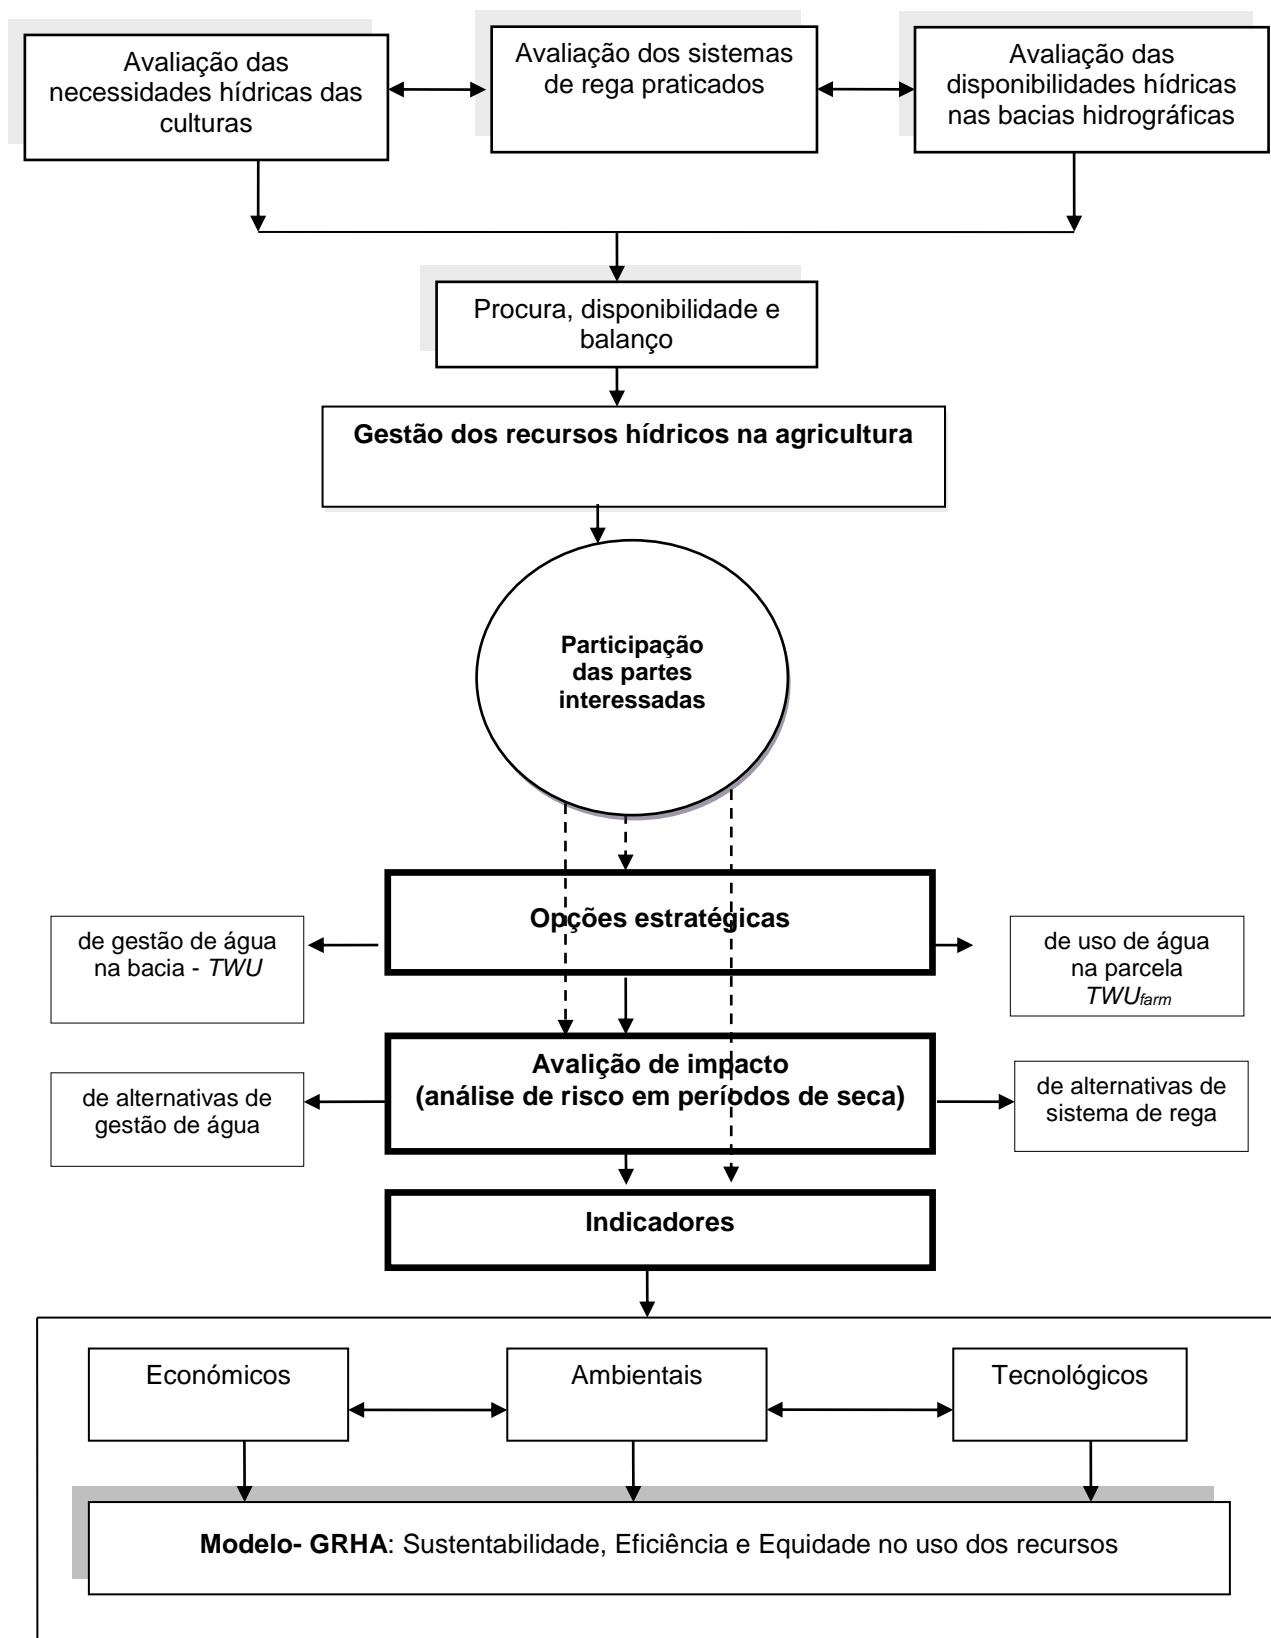 Avaliação das
necessidades hídricas das
culturas
Avaliação dos sistemas
de rega praticados
Avaliação das
disponibilidades hídricas
nas bacias hidrográficas
Procura, disponibilidade e
balanço
Gestão dos recursos hídricos na agricultura
Participação
das partes
interessadas
Opções estratégicas
de gestão de água
na bacia - TWU
de uso de água
na parcela
TWUfarm
Avalição de impacto
(análise de risco em períodos de seca)
de alternativas de
gestão de água
de alternativas de
sistema de rega
Indicadores
Económicos
Ambientais
Tecnológicos
Modelo- GRHA: Sustentabilidade, Eficiência e Equidade no uso dos recursos